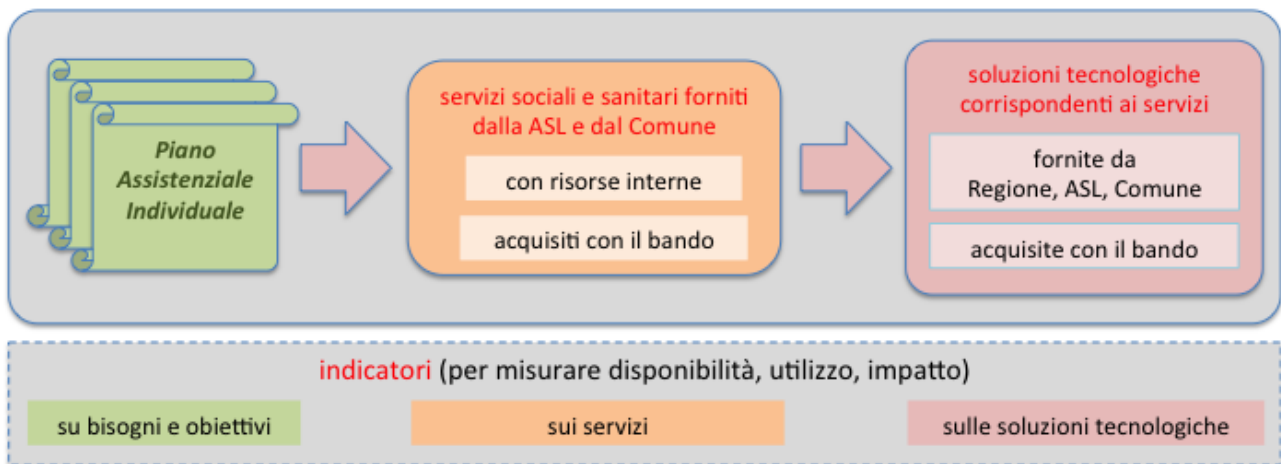 Piano
Assistenziale
Individuale
servizi sociali e sanitari forniti
dalla ASL e dal Comune
con risorse interne
acquisiti con il bando
soluzioni tecnologiche
corrispondenti ai servizi
fornite da
Regione, ASL, Comune
acquisite con il bando
indicatori (per misurare disponibilità, utilizzo, impatto)
su bisogni e obiettivi
sui servizi
sulle soluzioni tecnologiche